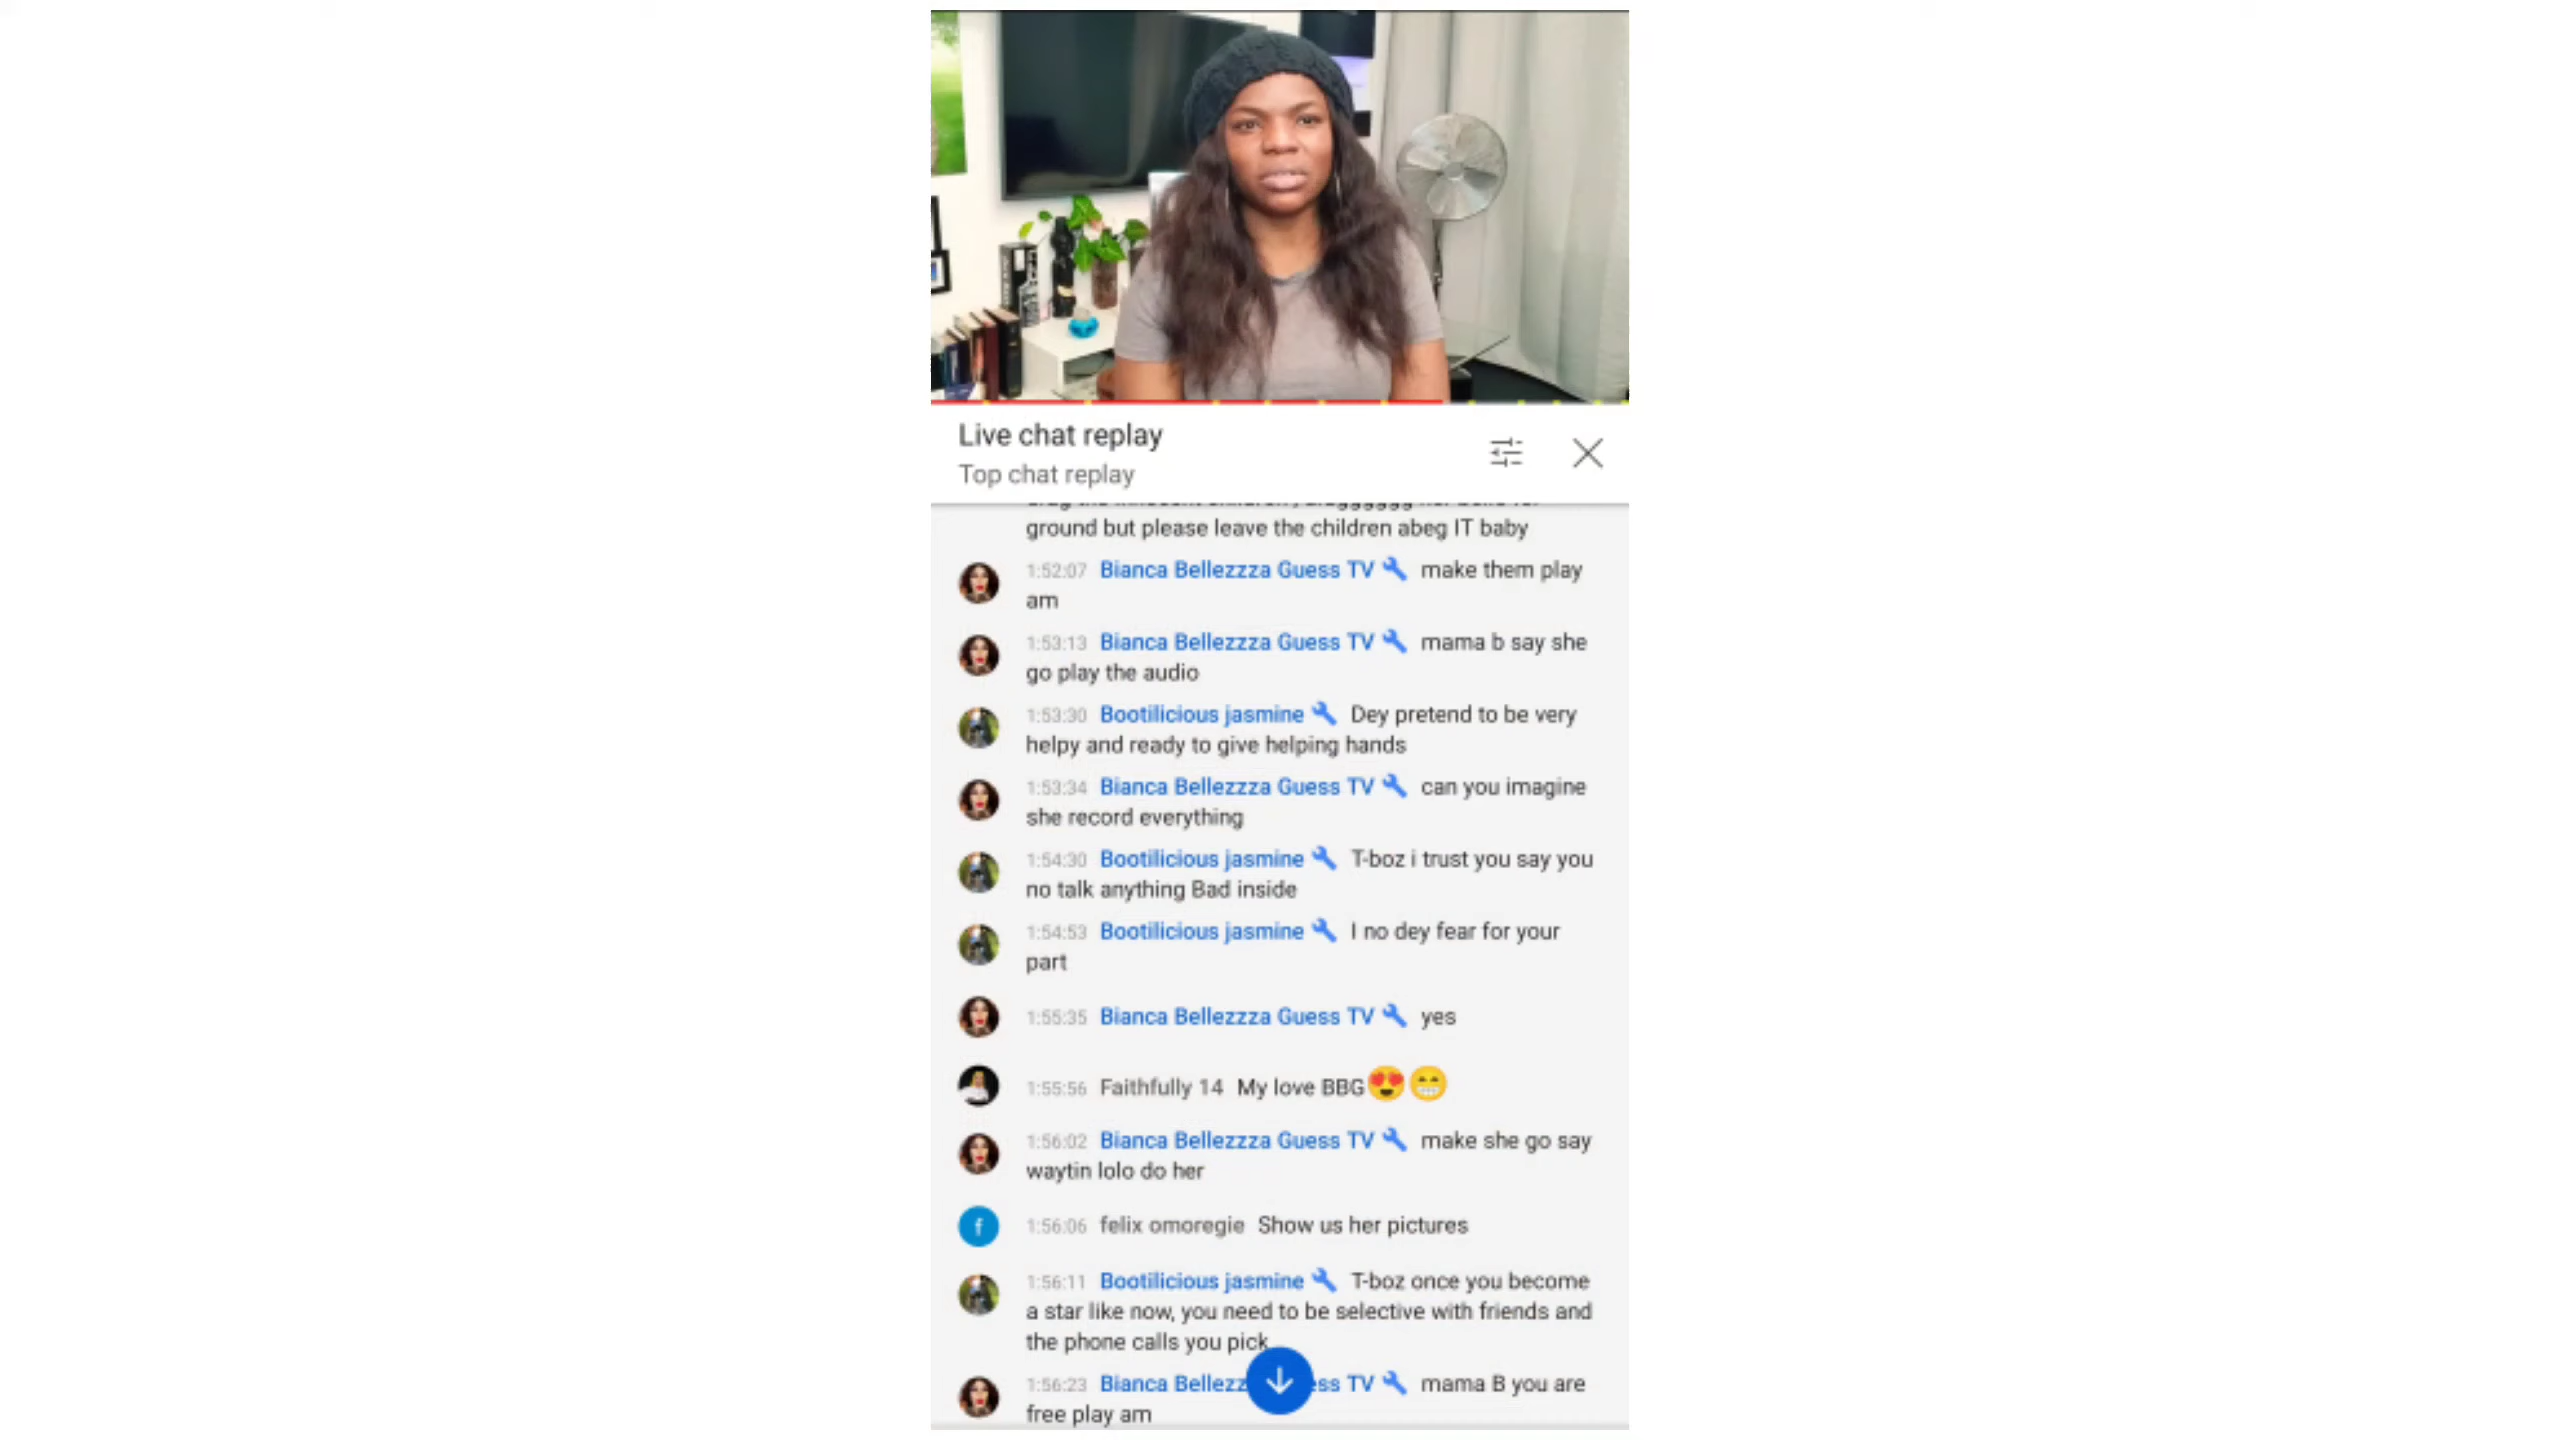 Live chat replay
Top chat replay
ground but please leave the children abeg IT baby
1:52:07 Bianca Bellezzza Guess TV make them play
am
1:53:13 Bianca Bellezzza Guess TV mama b say she
go play the audio
1:53:30 Bootilicious jasmine Dey pretend to be very
helpy and ready to give helping hands
1:53:34 Bianca Bellezzza Guess TV can you imagine
she record everything
1:54:30 Bootilicious jasmine T-boz i trust you say you
no talk anything Bad inside
1:54:53 Bootilicious jasmine I no dey fear for your
part
1:55:35 Bianca Bellezzza Guess TV yes
1:55:56 Faithfully 14 My love BBG😍😁
1:56:02 Bianca Bellezzza Guess TV make she go say
waytin lolo do her
f
1:56:06 felix omoregie Show us her pictures
1:56:11 Bootilicious jasmine T-boz once you become
a star like now, you need to be selective with friends and
the phone calls you pick
1:56:23 Bianca Bellezz ess TV mama B you are
free play am